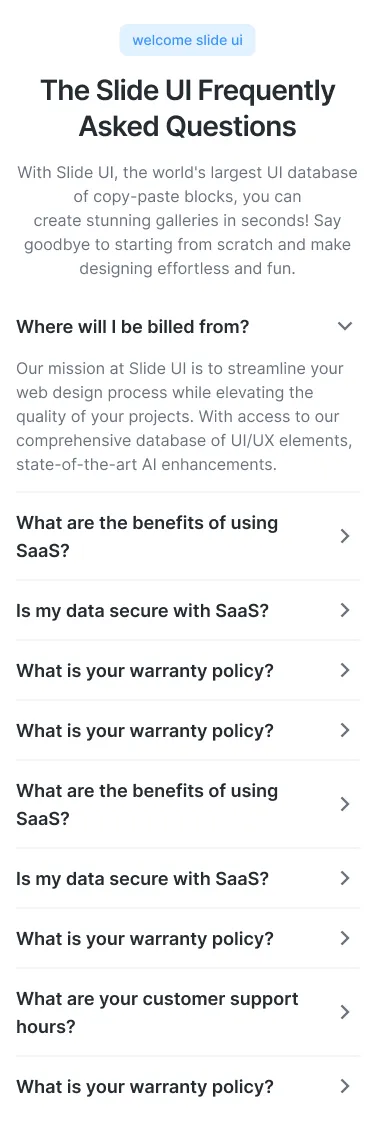 welcome slide ui
The Slide UI Frequently
Asked Questions
With Slide UI, the world's largest UI database
of copy-paste blocks, you can
create stunning galleries in seconds! Say
goodbye to starting from scratch and make
designing effortless and fun.
Where will I be billed from?
Our mission at Slide UI is to streamline your
web design process while elevating the
quality of your projects. With access to our
comprehensive database of UI/UX elements,
state-of-the-art AI enhancements.
What are the benefits of using
SaaS?
Is my data secure with SaaS?
What is your warranty policy?
What is your warranty policy?
What are the benefits of using
SaaS?
Is my data secure with SaaS?
What is your warranty policy?
What are your customer support
hours?
What is your warranty policy?